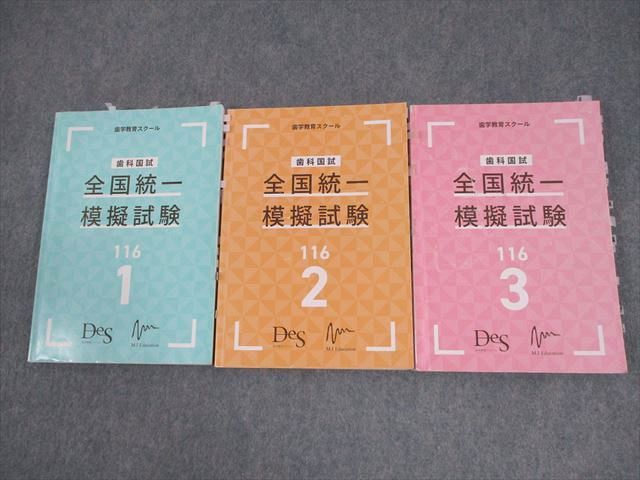 歯学教育スクール
歯科国試
全国統一
模擬試験
116
1
DeS
M.I Education
歯学教育スクール
歯科国試
全国統一
模擬試験
116
2
DeS
M.I Education
歯学教育スクール
歯科国試
全国統一
模擬試験
116
3
DeS
M.I Education